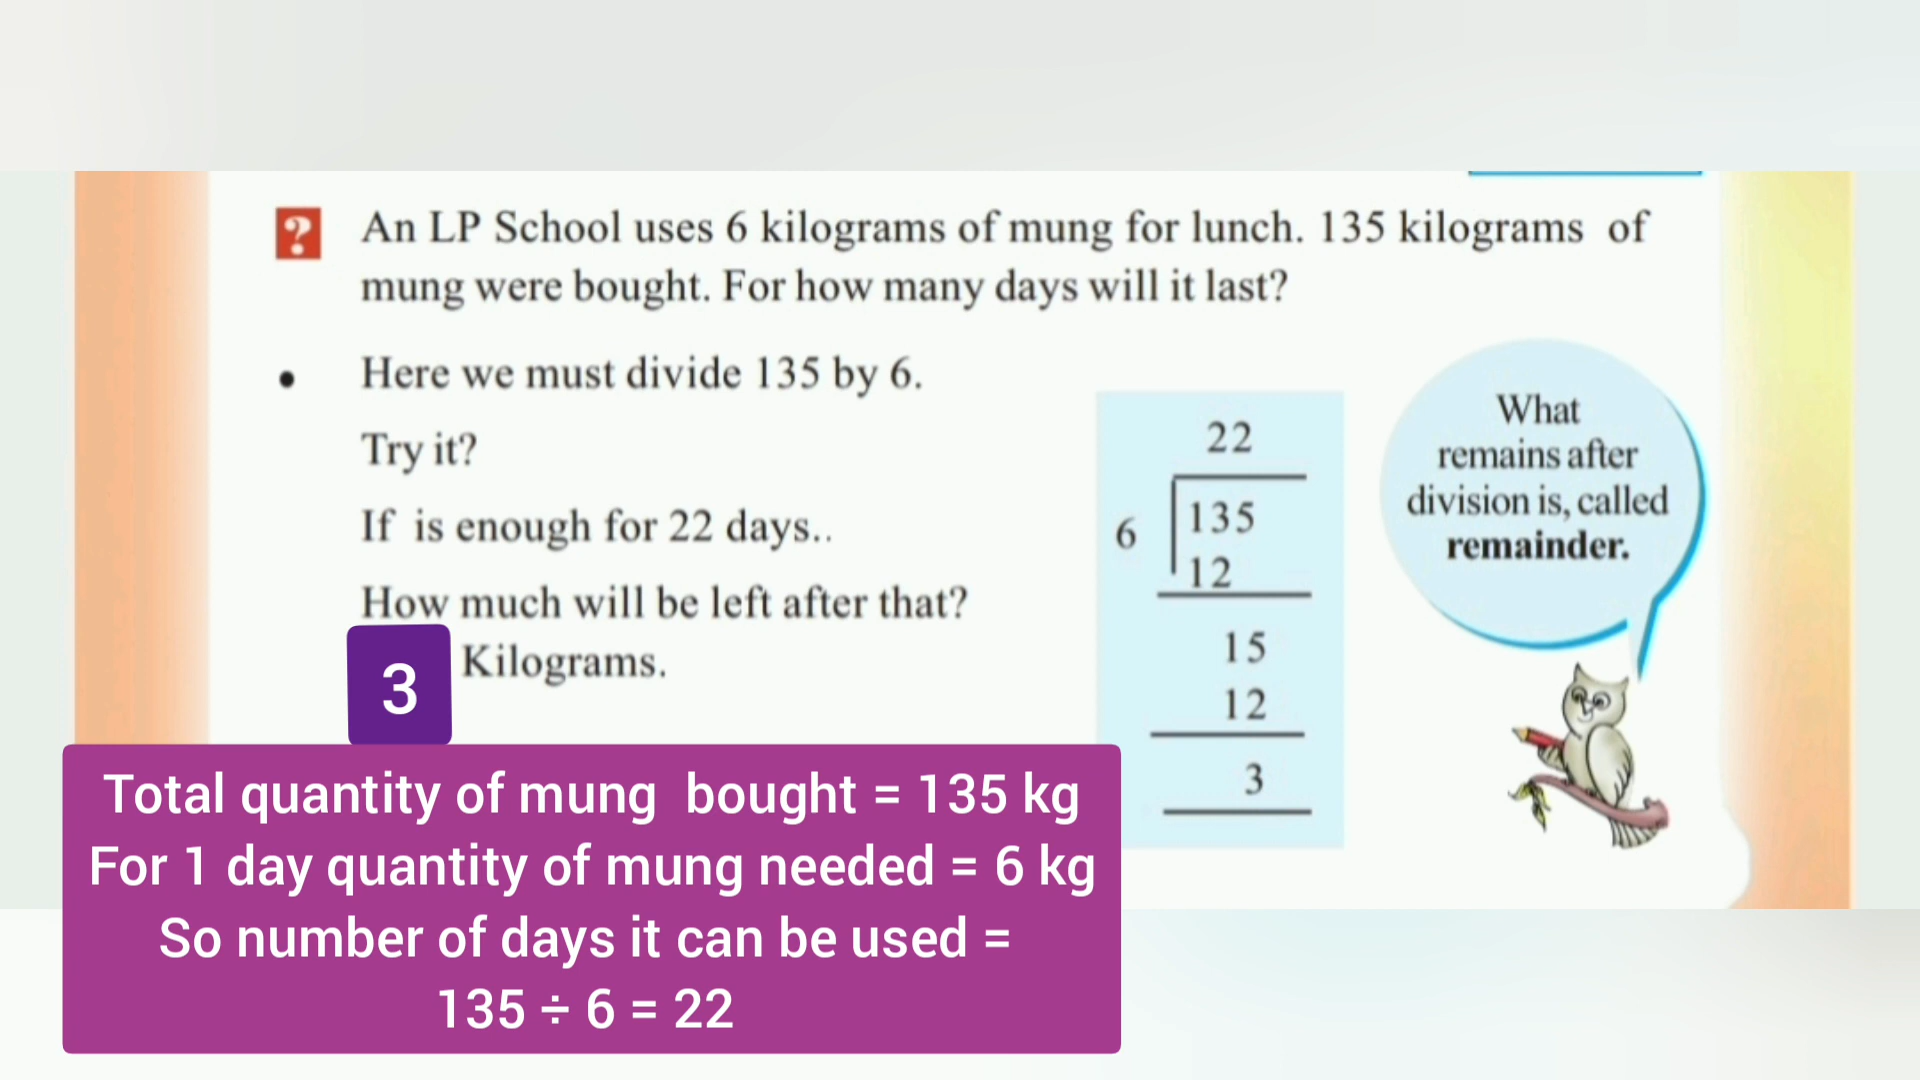 ? An LP School uses 6 kilograms of mung for lunch. 135 kilograms of
mung were bought. For how many days will it last?
• Here we must divide 135 by 6.
Try it?
If is enough for 22 days..
How much will be left after that?
3 Kilograms.
22
6 135
12
15
12
3
What
remains after
division is, called
remainder.
Total quantity of mung bought = 135 kg
For 1 day quantity of mung needed = 6 kg
So number of days it can be used =
135 ÷ 6 = 22